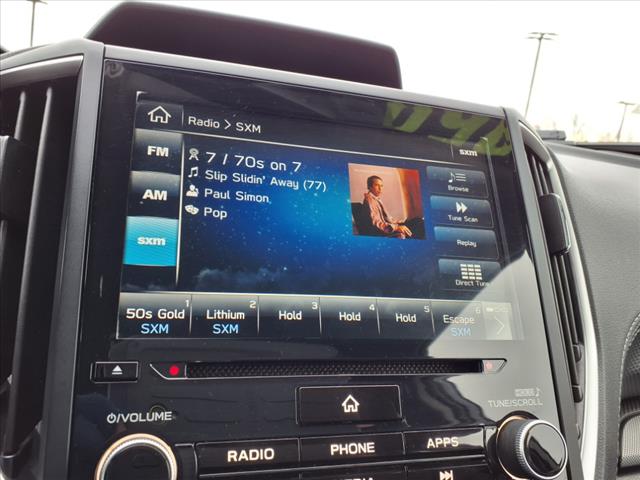 Radio > SXM
sxm
FM
AM
sxm
7 / 70s on 7
Slip Slidin' Away (77)
Paul Simon
Pop
Browse
Tune Scan
Replay
Direct Tune
1
50s Gold
SXM
2
Lithium
SXM
3
Hold
4
Hold
5
Hold
6
Escape
SXM
VOLUME
TUNE/SCROLL
RADIO
PHONE
APPS
MEDIA